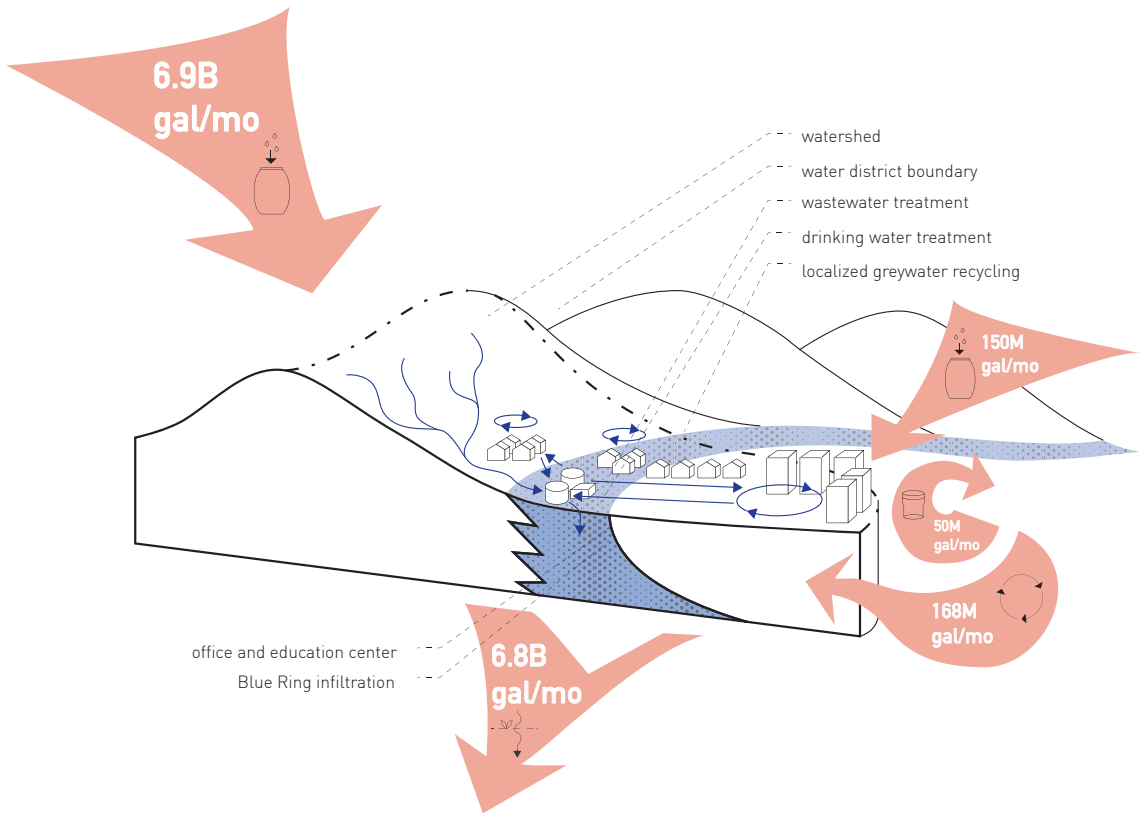 6.9B
gal/mo
watershed
water district boundary
wastewater treatment
drinking water treatment
localized greywater recycling
150M
gal/mo
50M
gal/mo
168M
gal/mo
office and education center
Blue Ring infiltration
6.8B
gal/mo